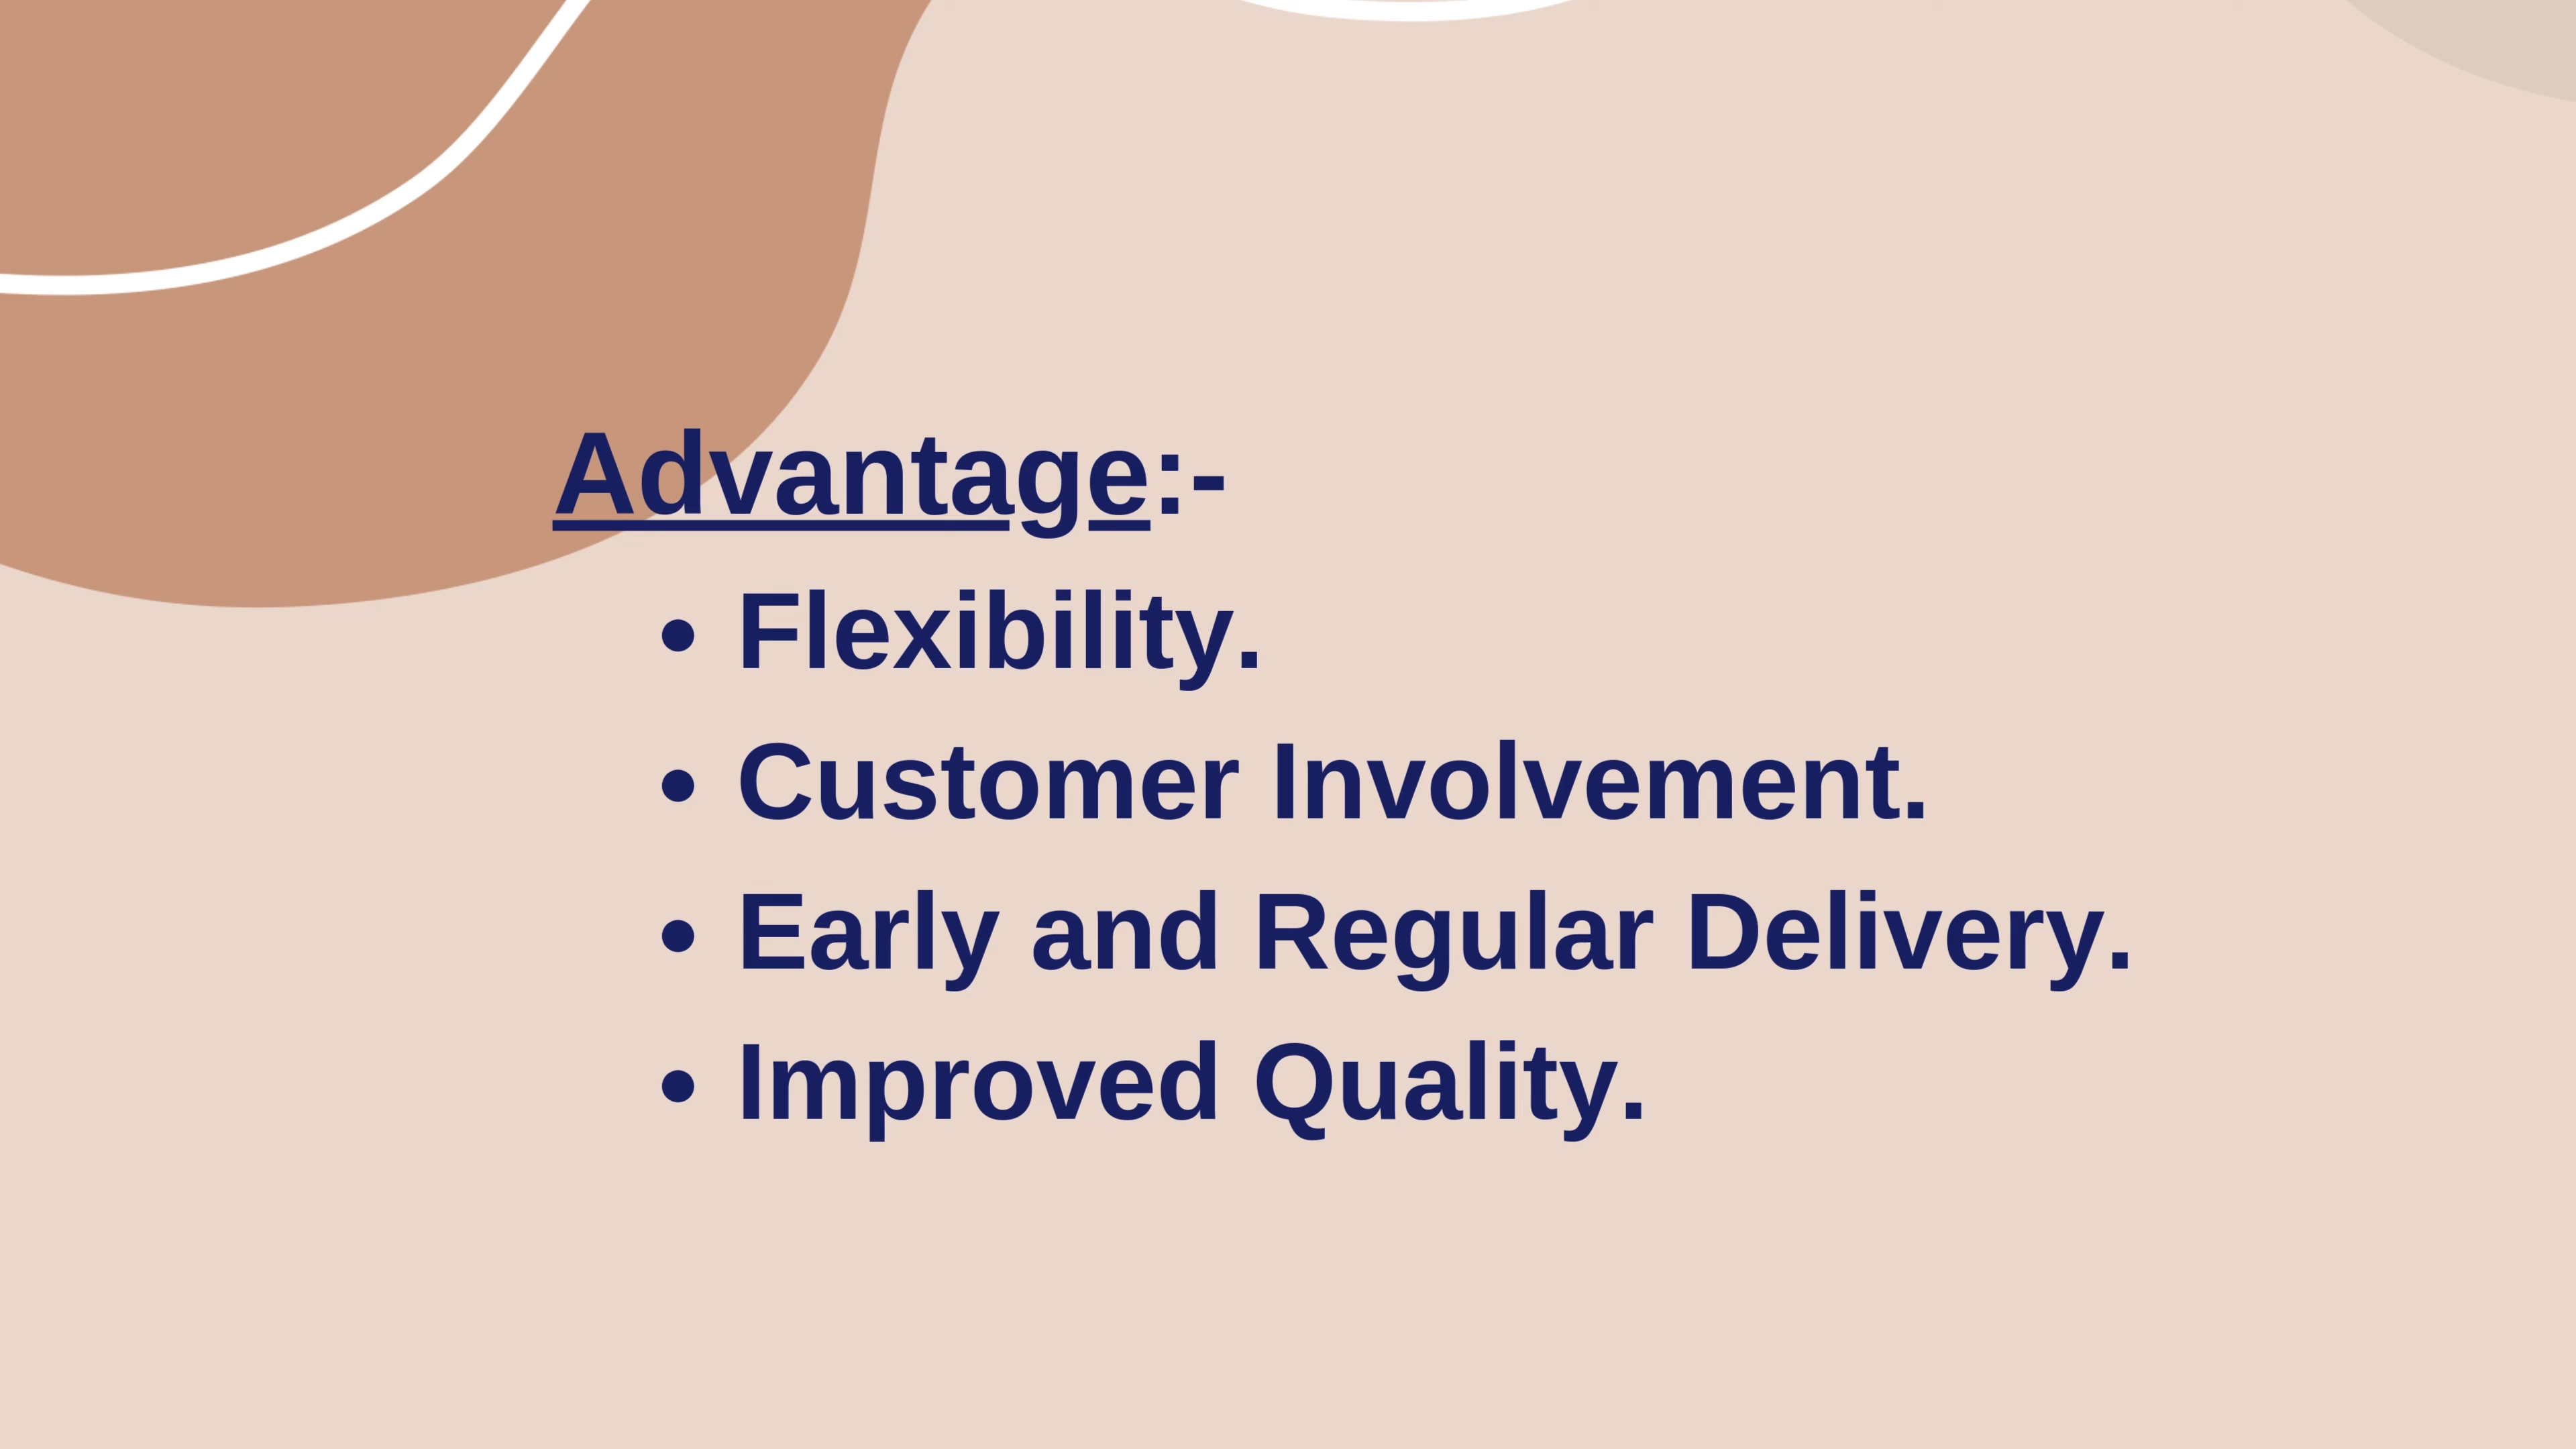 Advantage:-
• Flexibility.
• Customer Involvement.
• Early and Regular Delivery.
• Improved Quality.